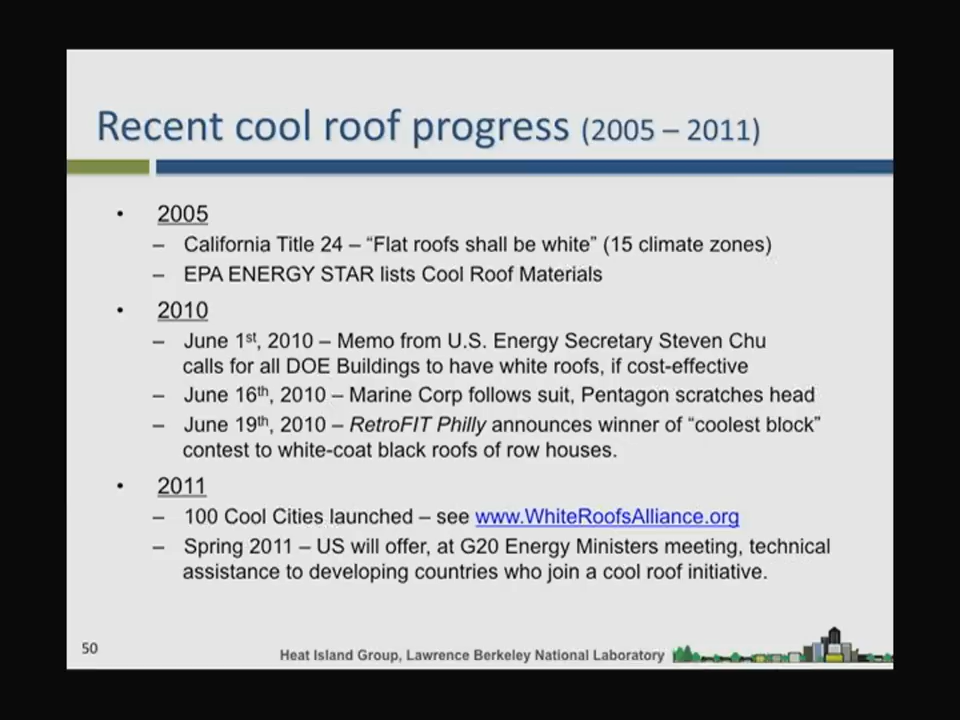 Recent cool roof progress (2005 – 2011)
• 2005
– California Title 24 – “Flat roofs shall be white” (15 climate zones)
– EPA ENERGY STAR lists Cool Roof Materials
• 2010
– June 1st, 2010 – Memo from U.S. Energy Secretary Steven Chu
calls for all DOE Buildings to have white roofs, if cost-effective
– June 16th, 2010 – Marine Corp follows suit, Pentagon scratches head
– June 19th, 2010 – RetroFIT Philly announces winner of “coolest block”
contest to white-coat black roofs of row houses.
• 2011
– 100 Cool Cities launched – see www.WhiteRoofsAlliance.org
– Spring 2011 – US will offer, at G20 Energy Ministers meeting, technical
assistance to developing countries who join a cool roof initiative.
50
Heat Island Group, Lawrence Berkeley National Laboratory